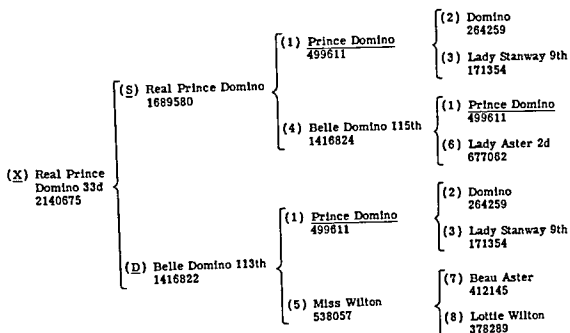 (2) Domino
264259
(1) Prince Domino
499611
(3) Lady Stanway 9th
171354
(S) Real Prince Domino
1689580
(1) Prince Domino
499611
(4) Belle Domino 115th
1416824
(6) Lady Aster 2d
677062
(X) Real Prince
Domino 33d
2140675
(2) Domino
264259
(1) Prince Domino
499611
(3) Lady Stanway 9th
171354
(D) Belle Domino 113th
1416822
(7) Beau Aster
412145
(5) Miss Wilton
538057
(8) Lottie Wilton
378289